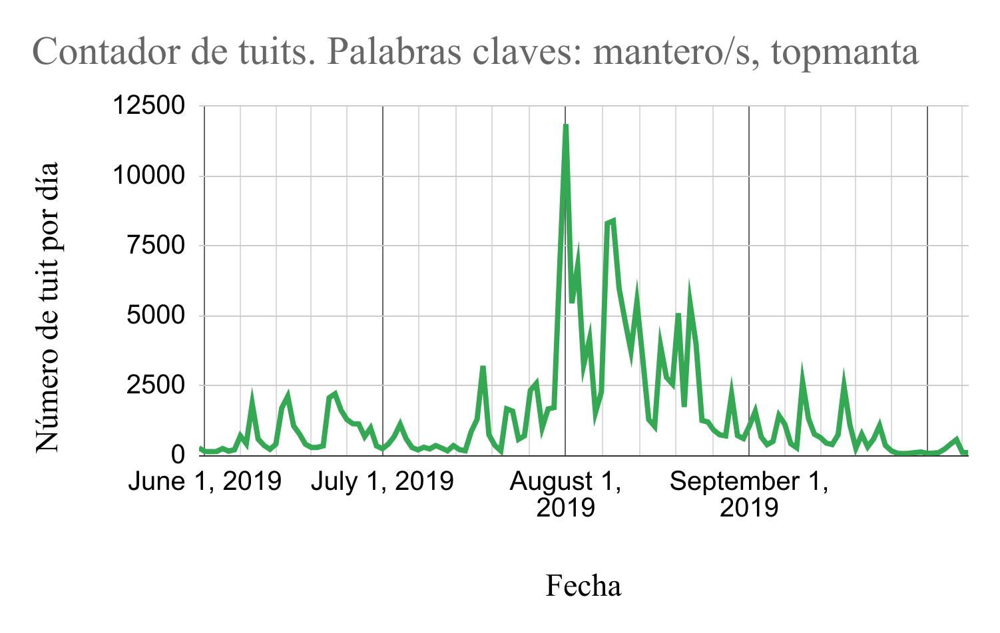 Contador de tuits. Palabras claves: mantero/s, topmanta
Número de tuit por día
12500
10000
7500
5000
2500
0
June 1, 2019
July 1, 2019
August 1,
2019
September 1,
2019
Fecha